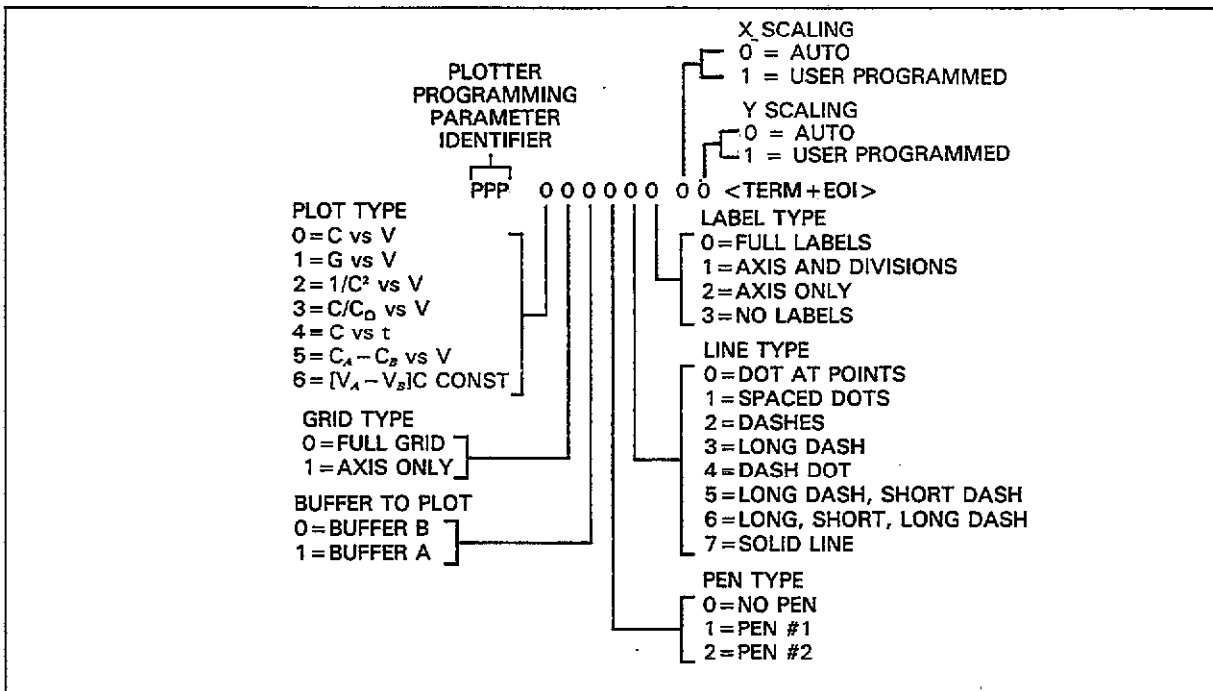 X SCALING
0 = AUTO
1 = USER PROGRAMMED
PLOTTER
PROGRAMMING
PARAMETER
IDENTIFIER
Y SCALING
0 = AUTO
1 = USER PROGRAMMED
PPP 0 0 0 0 0 0 0 0 <TERM+EOI>
PLOT TYPE
0=C vs V
1=G vs V
2=1/C² vs V
3=C/C₀ vs V
4=C vs t
5=C_A−C_B vs V
6=[V_A−V_B]C CONST
GRID TYPE
0=FULL GRID
1=AXIS ONLY
BUFFER TO PLOT
0=BUFFER B
1=BUFFER A
LABEL TYPE
0=FULL LABELS
1=AXIS AND DIVISIONS
2=AXIS ONLY
3=NO LABELS
LINE TYPE
0=DOT AT POINTS
1=SPACED DOTS
2=DASHES
3=LONG DASH
4=DASH DOT
5=LONG DASH, SHORT DASH
6=LONG, SHORT, LONG DASH
7=SOLID LINE
PEN TYPE
0=NO PEN
1=PEN #1
2=PEN #2